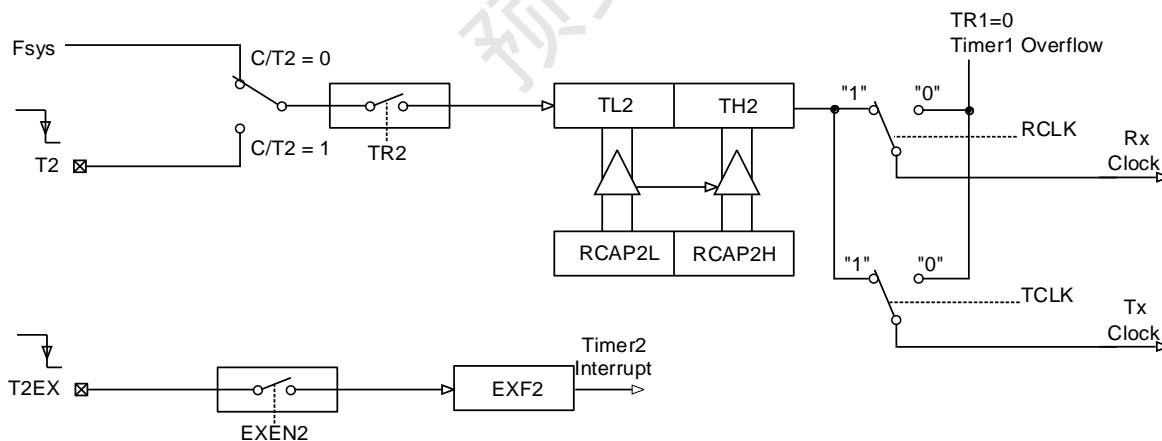 TR1=0
Timer1 Overflow
Fsys
C/T2 = 0
TL2
TH2
"1"
"0"
RCLK
Rx
Clock
T2
C/T2 = 1
TR2
RCAP2L
RCAP2H
"1"
"0"
TCLK
Tx
Clock
Timer2
Interrupt
T2EX
EXF2
EXEN2
预